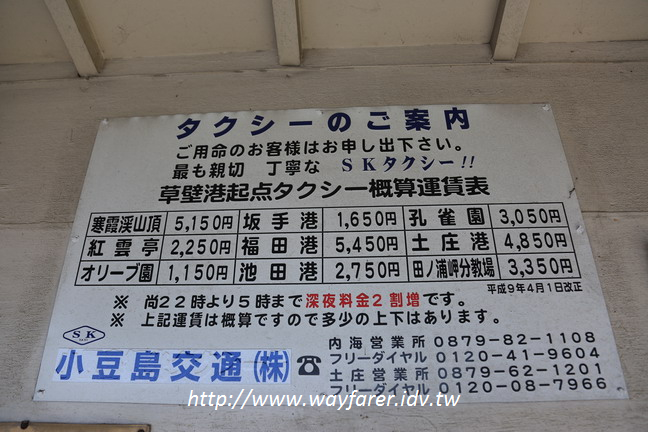 タクシーのご案内
ご用命のお客様はお申し出下さい。
最も親切 丁寧な SKタクシー!!
草壁港起点タクシー概算運賃表
寒霞渓山頂 5,150円 坂手港 1,650円 孔雀園 3,050円
紅雲亭 2,250円 福田港 5,450円 土庄港 4,850円
オリーブ園 1,150円 池田港 2,750円 田ノ浦岬分教場 3,350円
平成9年4月1日改正
※ 尚22時より5時まで深夜料金2割増です。
※ 上記運賃は概算ですので多少の上下はあります。
SK
小豆島交通(株)☎
内海営業所 0879-82-1108
フリーダイヤル 0120-41-9604
土庄営業所 0879-62-1201
フリーダイヤル 0120-08-7966
http://www.wayfarer.idv.tw